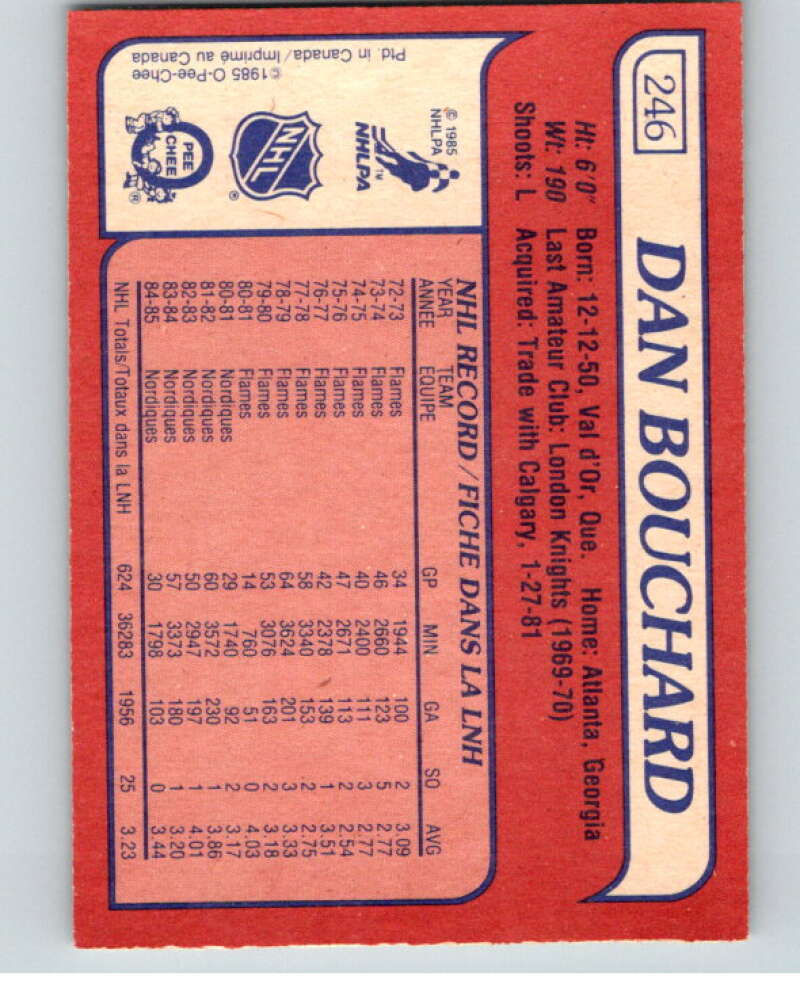 246
DAN BOUCHARD
Ht: 6'0" Born: 12-12-50, Val d'Or, Que. Home: Atlanta, Georgia
Wt: 190 Last Amateur Club: London Knights (1969-70)
Shoots: L Acquired: Trade with Calgary, 1-27-81
© 1985
NHLPA
NHLPA™
NHL ®
O
PEE
CHEE ®
©1985 O-Pee-Chee
Ptd. in Canada/Imprimé au Canada
NHL RECORD/FICHE DANS LA LNH
YEAR TEAM
ANNEE EQUIPE GP MIN GA SO AVG
72-73 Flames 34 1944 100 2 3.09
73-74 Flames 46 2660 123 5 2.77
74-75 Flames 40 2400 111 3 2.77
75-76 Flames 47 2671 113 2 2.54
76-77 Flames 42 2378 139 1 3.51
77-78 Flames 58 3340 153 2 2.75
78-79 Flames 64 3624 201 3 3.33
79-80 Flames 53 3076 163 2 3.18
80-81 Flames 14 760 51 0 4.03
80-81 Nordiques 29 1740 92 2 3.17
81-82 Nordiques 60 3572 230 1 3.86
82-83 Nordiques 50 2947 197 1 4.01
83-84 Nordiques 57 3373 180 1 3.20
84-85 Nordiques 30 1798 103 0 3.44
NHL Totals/Totaux dans la LNH 624 36283 1956 25 3.23